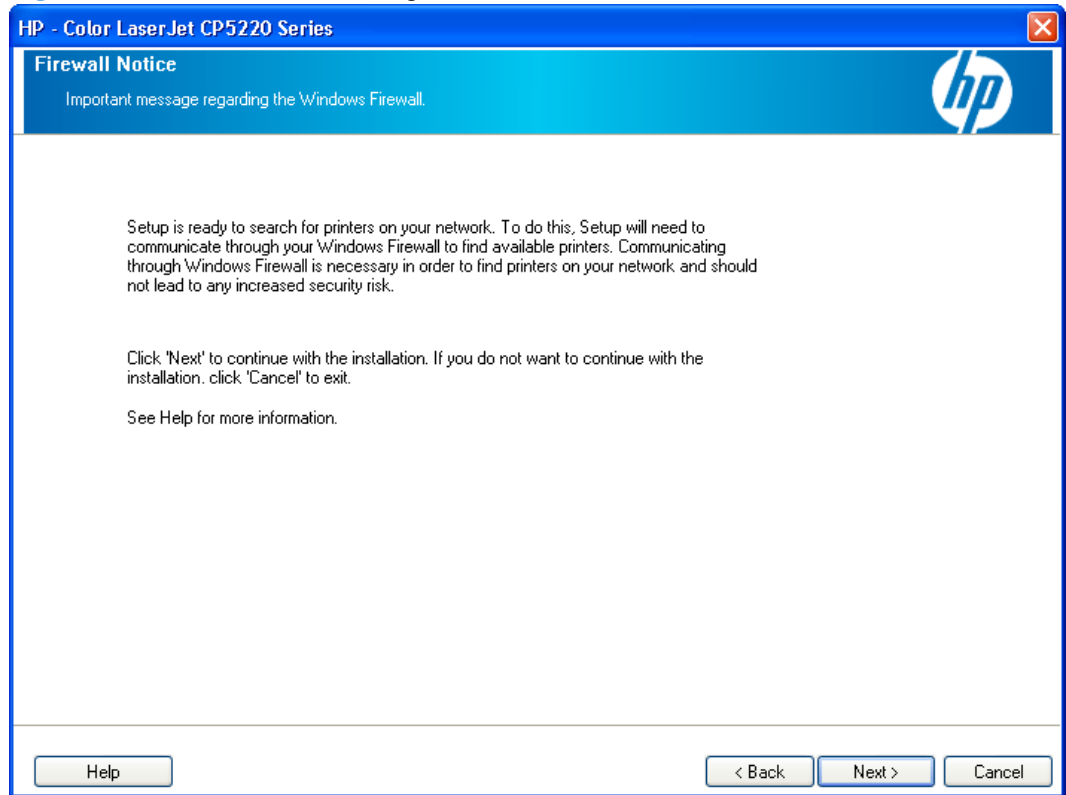 HP - Color LaserJet CP5220 Series
Firewall Notice
Important message regarding the Windows Firewall.
hp
Setup is ready to search for printers on your network. To do this, Setup will need to
communicate through your Windows Firewall to find available printers. Communicating
through Windows Firewall is necessary in order to find printers on your network and should
not lead to any increased security risk.
Click 'Next' to continue with the installation. If you do not want to continue with the
installation. click 'Cancel' to exit.
See Help for more information.
Help
< Back
Next >
Cancel